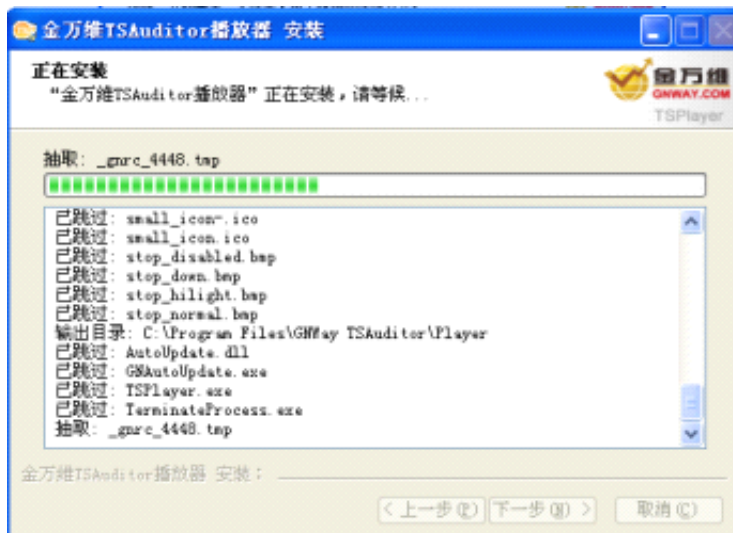 金万维TSAuditor播放器 安装
正在安装
“金万维TSAuditor播放器”正在安装，请等候...
金万维
GNWAY.COM
TSPlayer
抽取: _gnrc_4448.tmp
已跳过: small_icon-.ico
已跳过: small_icon.ico
已跳过: stop_disabled.bmp
已跳过: stop_down.bmp
已跳过: stop_hilight.bmp
已跳过: stop_normal.bmp
输出目录: C:\Program Files\GNWay TSAuditor\Player
已跳过: AutoUpdate.dll
已跳过: GNAutoUpdate.exe
已跳过: TSPlayer.exe
已跳过: TerminateProcess.exe
抽取: _gnrc_4448.tmp
金万维TSAuditor播放器 安装：
< 上一步(P) 下一步(N) > 取消(C)